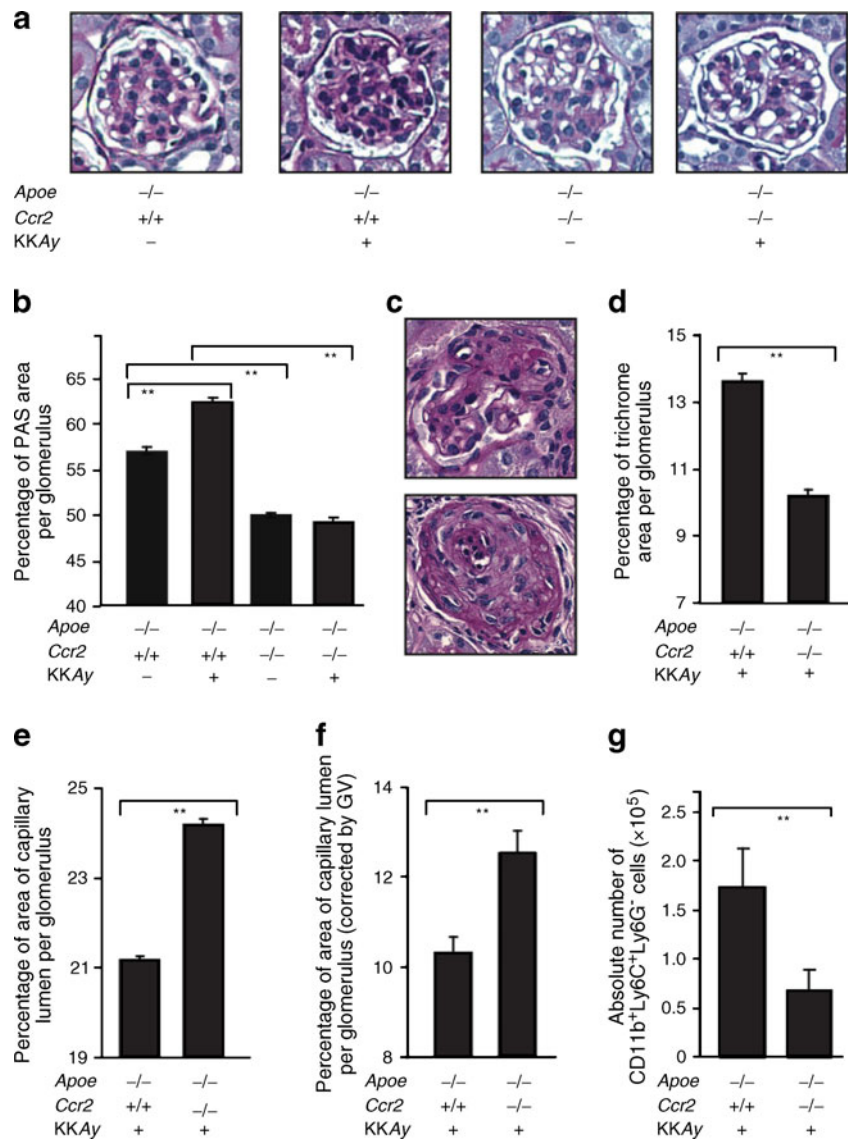 a
Apoe −/− −/− −/− −/−
Ccr2 +/+ +/+ −/− −/−
KKAy − + − +
b
Percentage of PAS area
per glomerulus
65
60
55
50
45
40
**
**
**
Apoe −/− −/− −/− −/−
Ccr2 +/+ +/+ −/− −/−
KKAy − + − +
c
d
Percentage of trichrome
area per glomerulus
15
13
11
9
7
**
Apoe −/− −/−
Ccr2 +/+ −/−
KKAy + +
e
Percentage of area of capillary
lumen per glomerulus
25
23
21
19
**
Apoe −/− −/−
Ccr2 +/+ −/−
KKAy + +
f
Percentage of area of capillary lumen
per glomerulus (corrected by GV)
14
12
10
8
**
Apoe −/− −/−
Ccr2 +/+ −/−
KKAy + +
g
Absolute number of
CD11b⁺Ly6C⁺Ly6G⁻ cells (×10⁵)
2.5
2.0
1.5
1.0
0.5
0
**
Apoe −/− −/−
Ccr2 +/+ −/−
KKAy + +